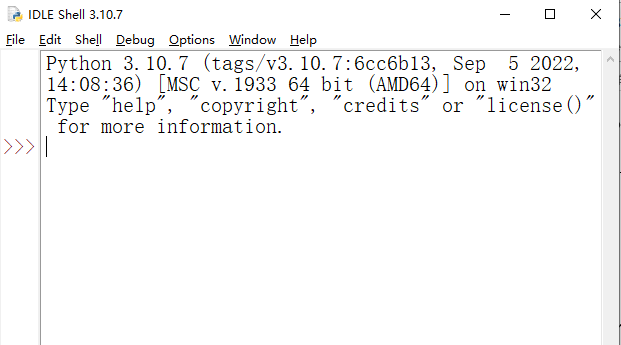 IDLE Shell 3.10.7
File Edit Shell Debug Options Window Help
Python 3.10.7 (tags/v3.10.7:6cc6b13, Sep  5 2022,
14:08:36) [MSC v.1933 64 bit (AMD64)] on win32
Type "help", "copyright", "credits" or "license()"
 for more information.
>>>